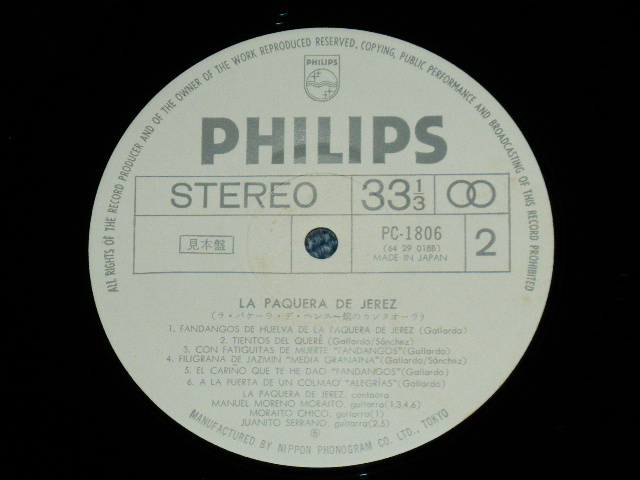 ALL RIGHTS OF THE RECORD PRODUCER AND OF THE OWNER OF THE WORK REPRODUCED RESERVED. COPYING, PUBLIC PERFORMANCE AND BROADCASTING OF THIS RECORD PROHIBITED
PHILIPS
PHILIPS
STEREO 33 1/3
見本盤 PC-1806 2
(64 29 018B)
MADE IN JAPAN
LA PAQUERA DE JEREZ
1. FANDANGOS DE HUELVA DE LA PAQUERA DE JEREZ (Gallardo)
2. TIENTOS DEL QUERÉ (Gallardo/Sánchez)
3. CON FATIGUITAS DE MUERTE "FANDANGOS" (Gallardo)
4. FILIGRANA DE JAZMIN "MEDIA GRANAINA" (Gallardo/Sánchez)
5. EL CARIÑO QUE TE HE DAO "FANDANGOS" (Gallardo)
6. A LA PUERTA DE UN COLMAO "ALEGRÍAS" (Gallardo)
LA PAQUERA DE JEREZ, cantaora
MANUEL MORENO MORAITO, guitarra(1,3,4,6)
MORAITO CHICO, guitarra(1)
JUANITO SERRANO, guitarra(2,5)
MANUFACTURED BY NIPPON PHONOGRAM CO. LTD., TOKYO